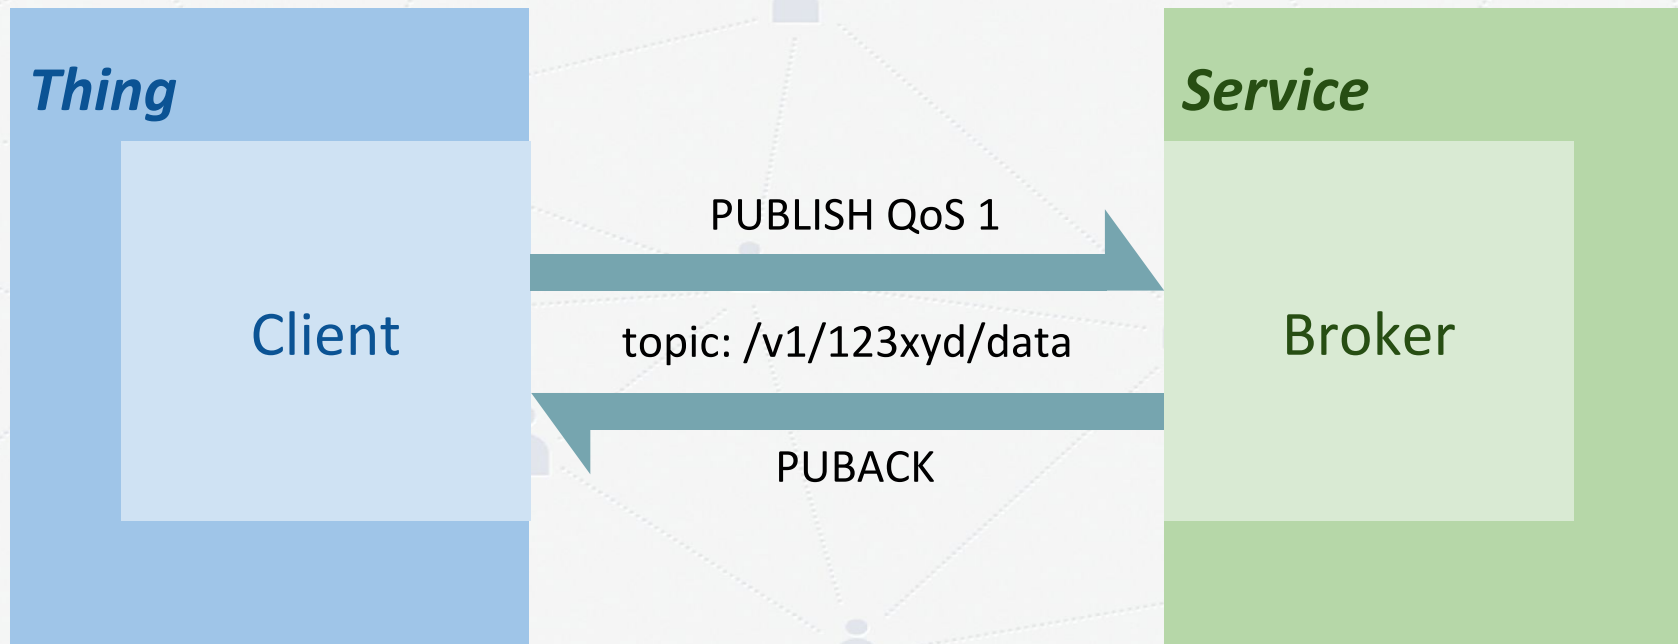 Thing
Service
PUBLISH QoS 1
Client
topic: /v1/123xyd/data
Broker
PUBACK